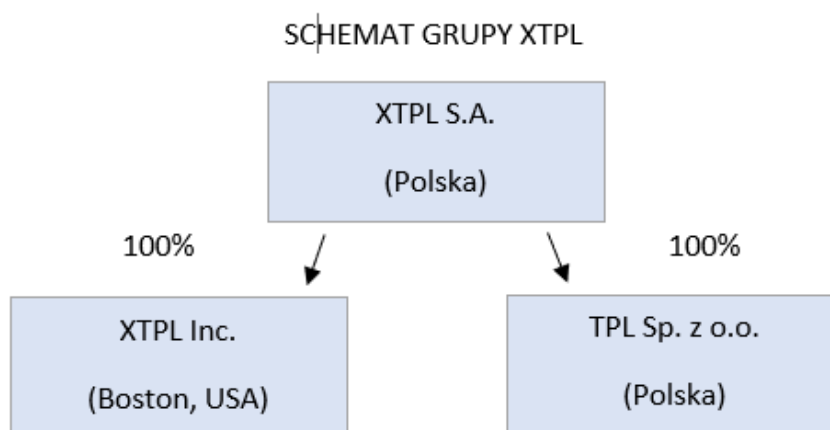 SCHEMAT GRUPY XTPL
XTPL S.A.
(Polska)
100%
100%
XTPL Inc.
(Boston, USA)
TPL Sp. z o.o.
(Polska)